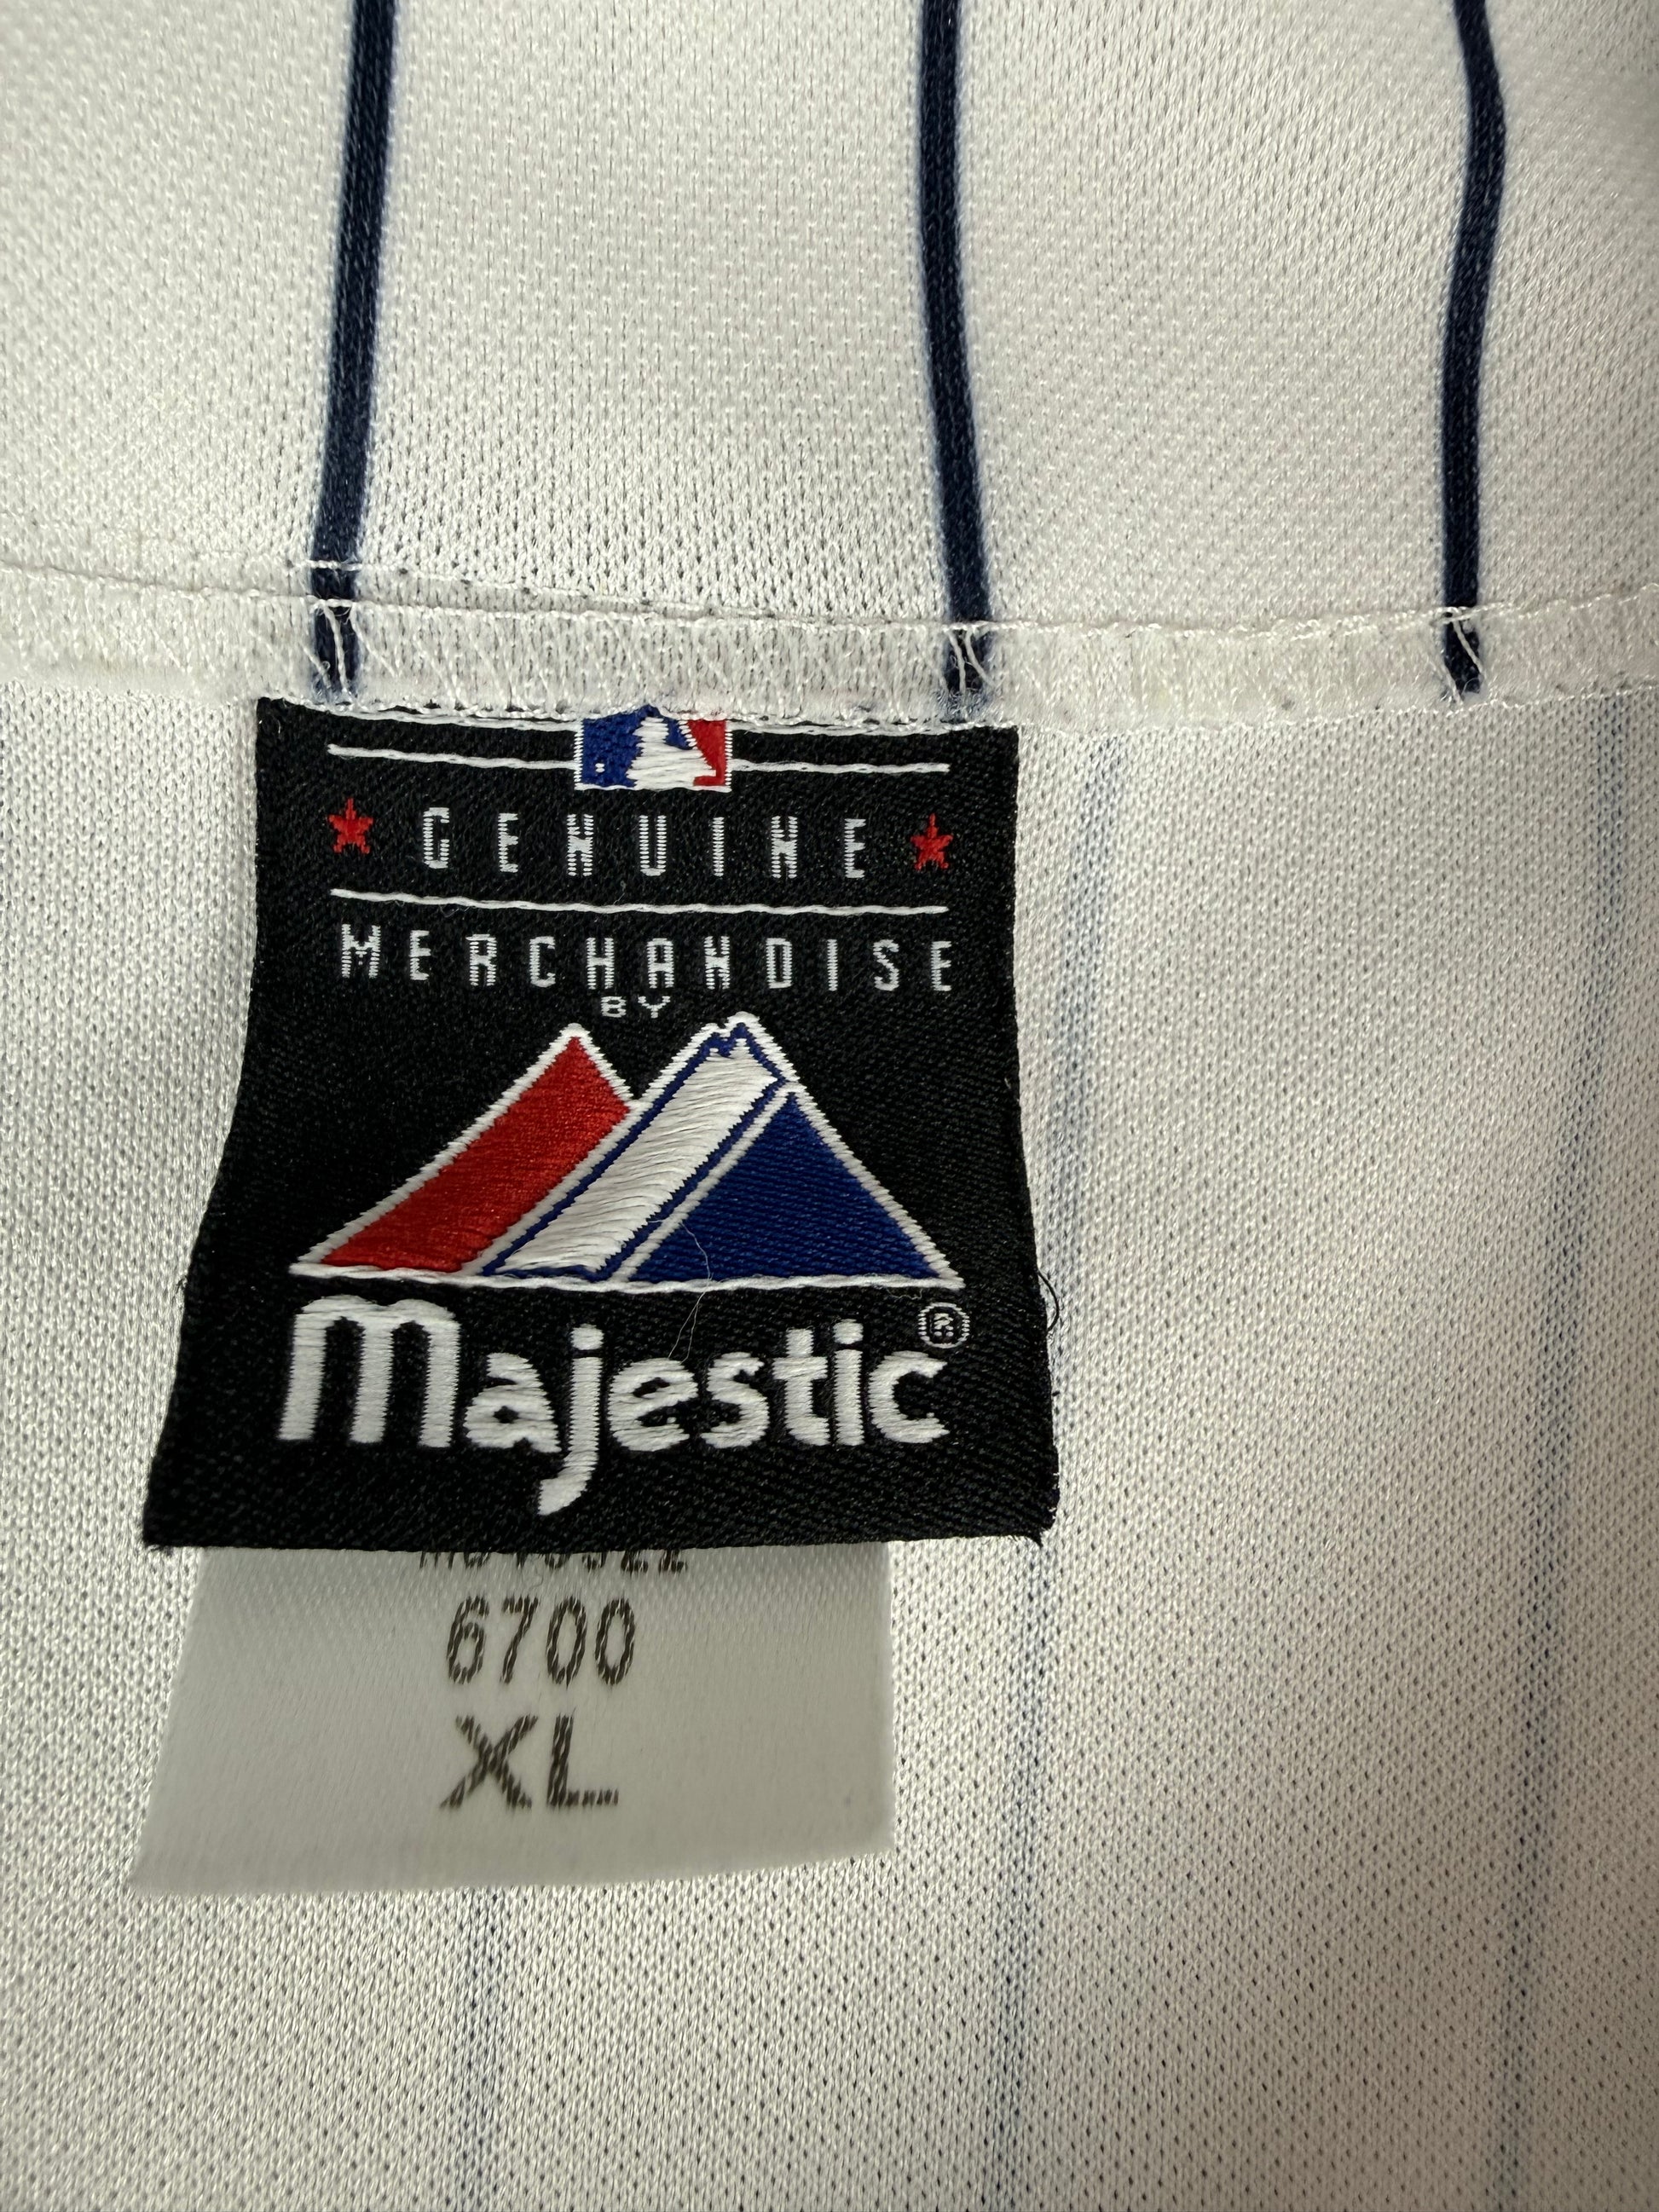 GENUINE
MERCHANDISE
BY
Majestic®
6700
XL